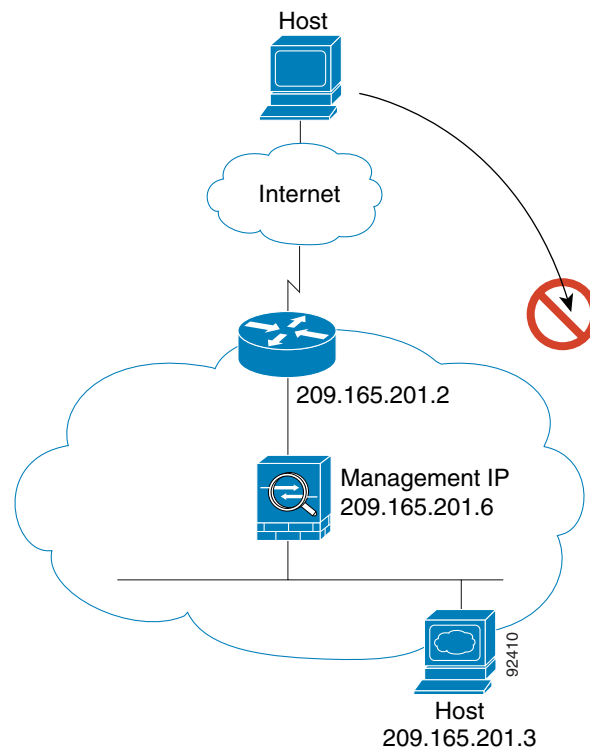 Host
Internet
209.165.201.2
Management IP
209.165.201.6
92410
Host
209.165.201.3